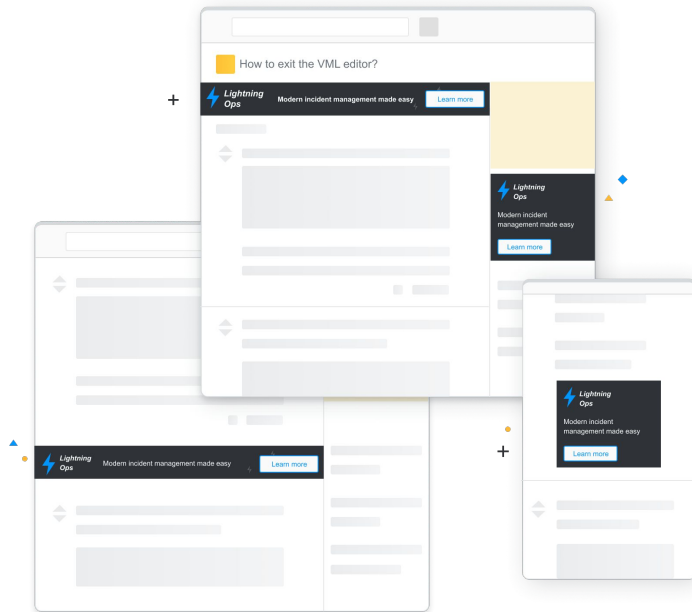 How to exit the VML editor?
Lightning
Ops
Modern incident management made easy
Learn more
Lightning
Ops
Modern incident
management made easy
Learn more
Lightning
Ops
Modern incident management made easy
Learn more
Lightning
Ops
Modern incident
management made easy
Learn more